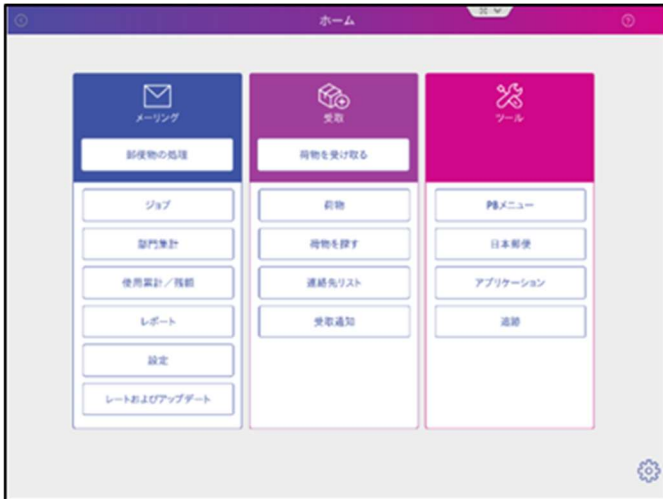 ホーム
メーリング
郵便物の処理
ジョブ
部門集計
使用累計／残額
レポート
設定
レートおよびアップデート
受取
荷物を受け取る
荷物
荷物を探す
連絡先リスト
受取通知
ツール
PBメニュー
日本郵便
アプリケーション
追跡